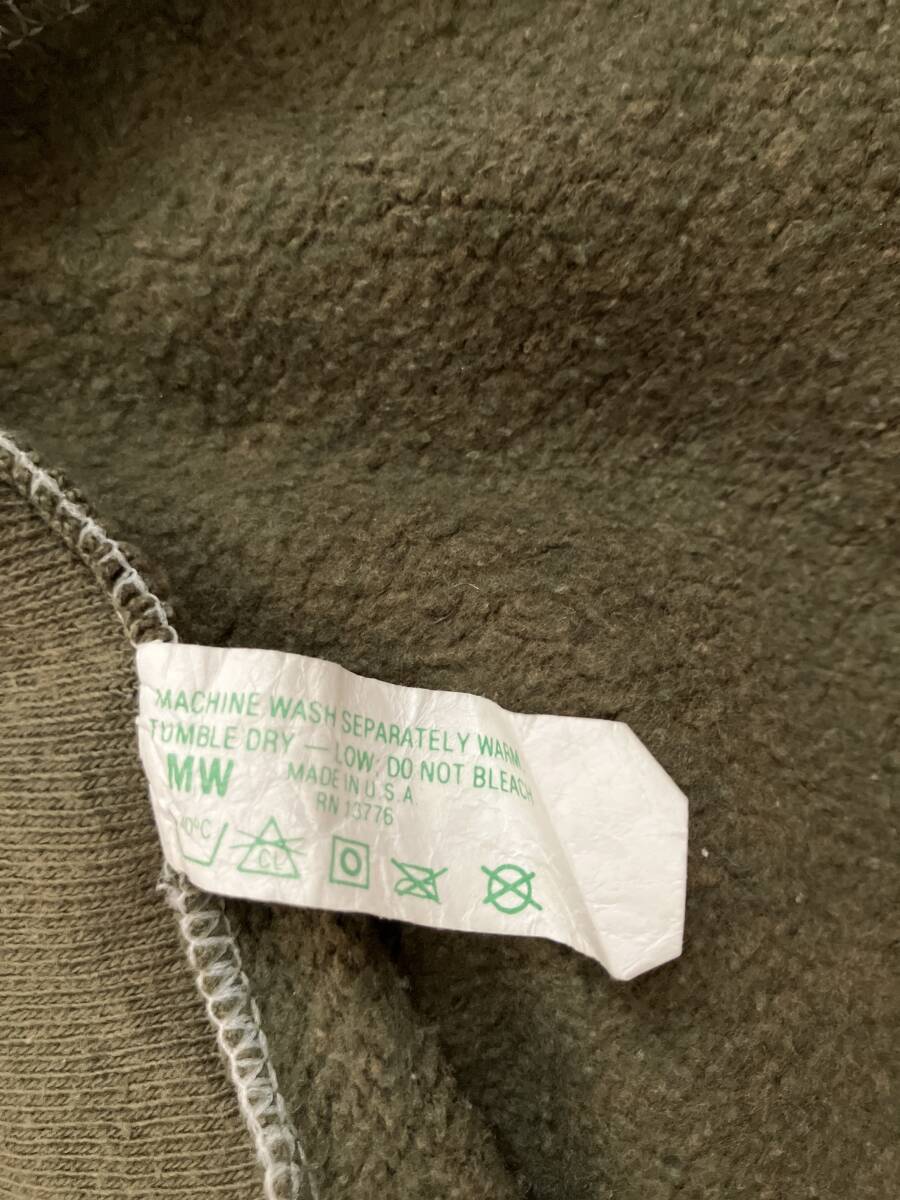 MACHINE WASH SEPARATELY WARM
TUMBLE DRY — LOW, DO NOT BLEACH
MW
MADE IN U.S.A
RN 13776
40°C
CL